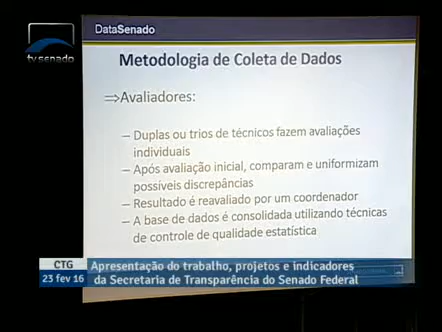 DataSenado
tv senado
Metodologia de Coleta de Dados
⇒Avaliadores:
– Duplas ou trios de técnicos fazem avaliações
individuais
– Após avaliação inicial, comparam e uniformizam
possíveis discrepâncias
– Resultado é reavaliado por um coordenador
– A base de dados é consolidada utilizando técnicas
de controle de qualidade estatística
CTG
23 fev 16
Apresentação do trabalho, projetos e indicadores
da Secretaria de Transparência do Senado Federal